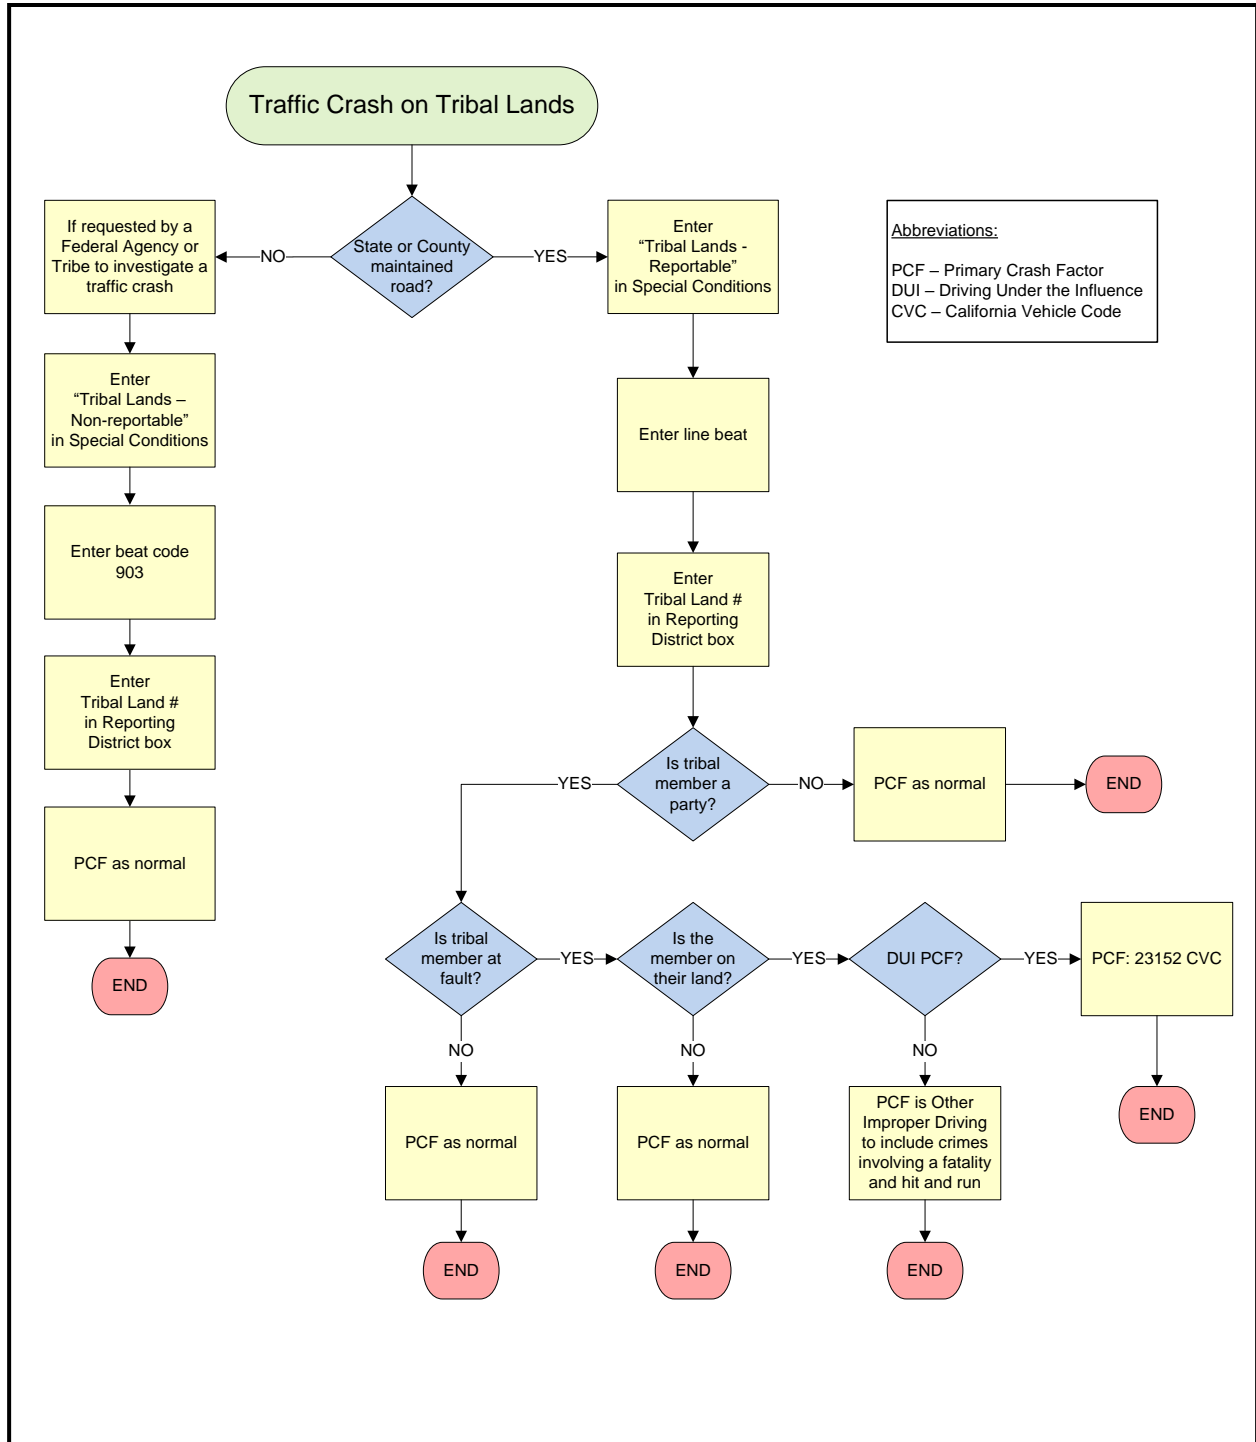 Traffic Crash on Tribal Lands
State or County
maintained
road?
NO
YES
If requested by a
Federal Agency or
Tribe to investigate a
traffic crash
Enter
“Tribal Lands –
Non-reportable”
in Special Conditions
Enter beat code
903
Enter
Tribal Land #
in Reporting
District box
PCF as normal
END
Enter
“Tribal Lands -
Reportable”
in Special Conditions
Enter line beat
Enter
Tribal Land #
in Reporting
District box
Is tribal
member a
party?
NO
PCF as normal
END
YES
Is tribal
member at
fault?
YES
Is the
member on
their land?
YES
DUI PCF?
YES
PCF: 23152 CVC
END
NO
PCF as normal
END
NO
PCF as normal
END
NO
PCF is Other
Improper Driving
to include crimes
involving a fatality
and hit and run
END
Abbreviations:
PCF – Primary Crash Factor
DUI – Driving Under the Influence
CVC – California Vehicle Code